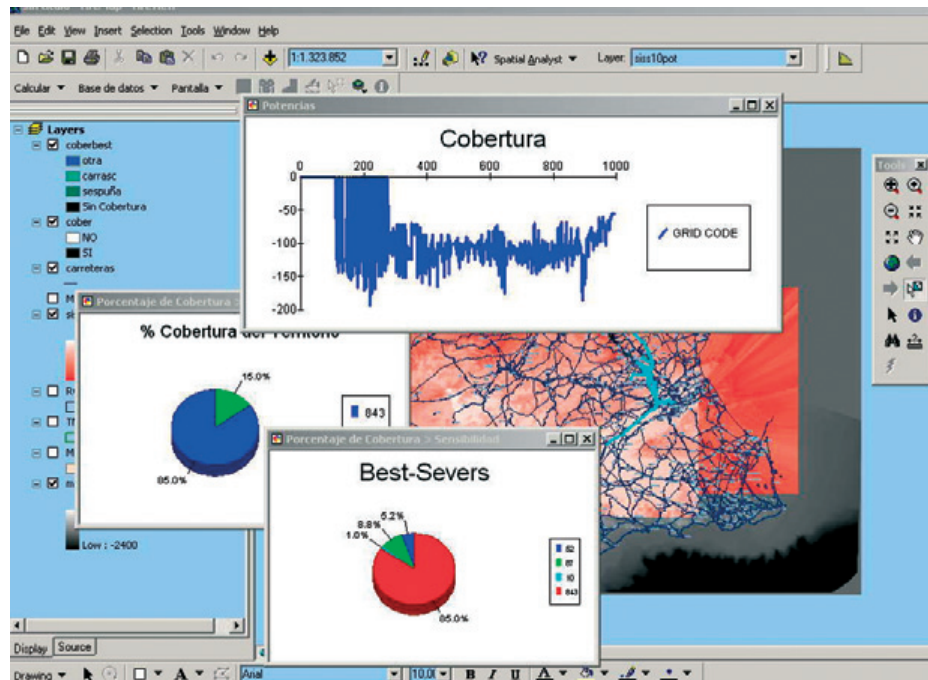 File Edit View Insert Selection Tools Window Help
1:1.323.852 Spatial Analyst Layer: siss10pot
Calcular Base de datos Pantalla
Layers
coberbest
otra
carrasc
sespuña
Sin Cobertura
cober
NO
SI
carreteras
Low : -2400
Display Source
Potencias
Cobertura
0 200 400 600 800 1000
0
-50
-100
-150
-200
GRID CODE
Porcentaje de Cobertura >
% Cobertura del Territorio
15.0%
85.0%
843
Porcentaje de Cobertura > Sensibilidad
Best-Severs
5.2%
8.8%
1.0%
85.0%
52
87
10
843
Tools
Drawing Arial 10,0 B I U A